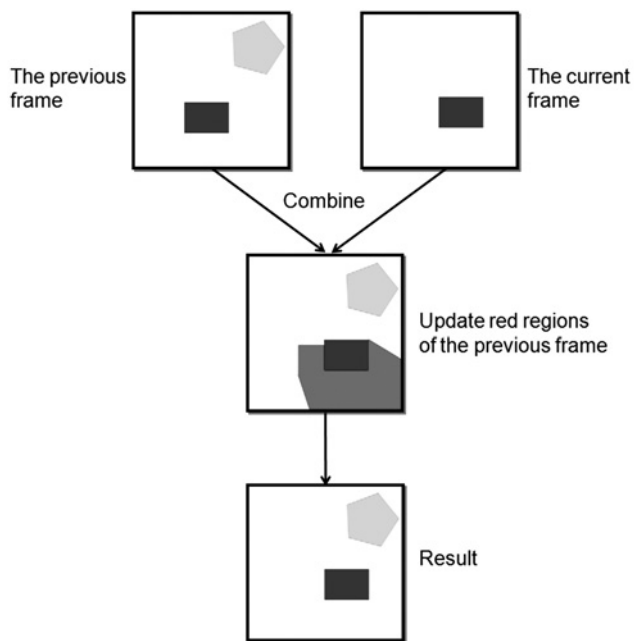 The previous
frame
The current
frame
Combine
Update red regions
of the previous frame
Result